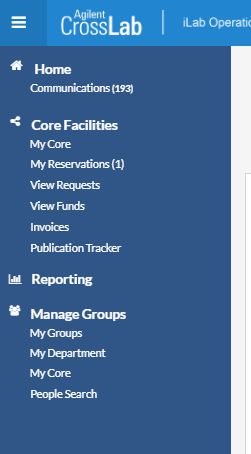 Agilent
CrossLab
iLab Operatio
Home
Communications (193)
Core Facilities
My Core
My Reservations (1)
View Requests
View Funds
Invoices
Publication Tracker
Reporting
Manage Groups
My Groups
My Department
My Core
People Search